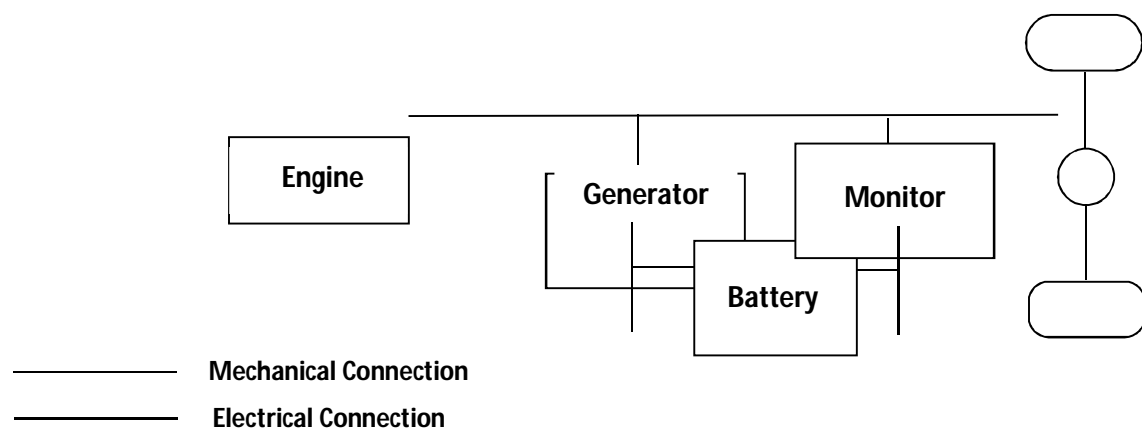 Engine
Generator
Monitor
Battery
Mechanical Connection
Electrical Connection